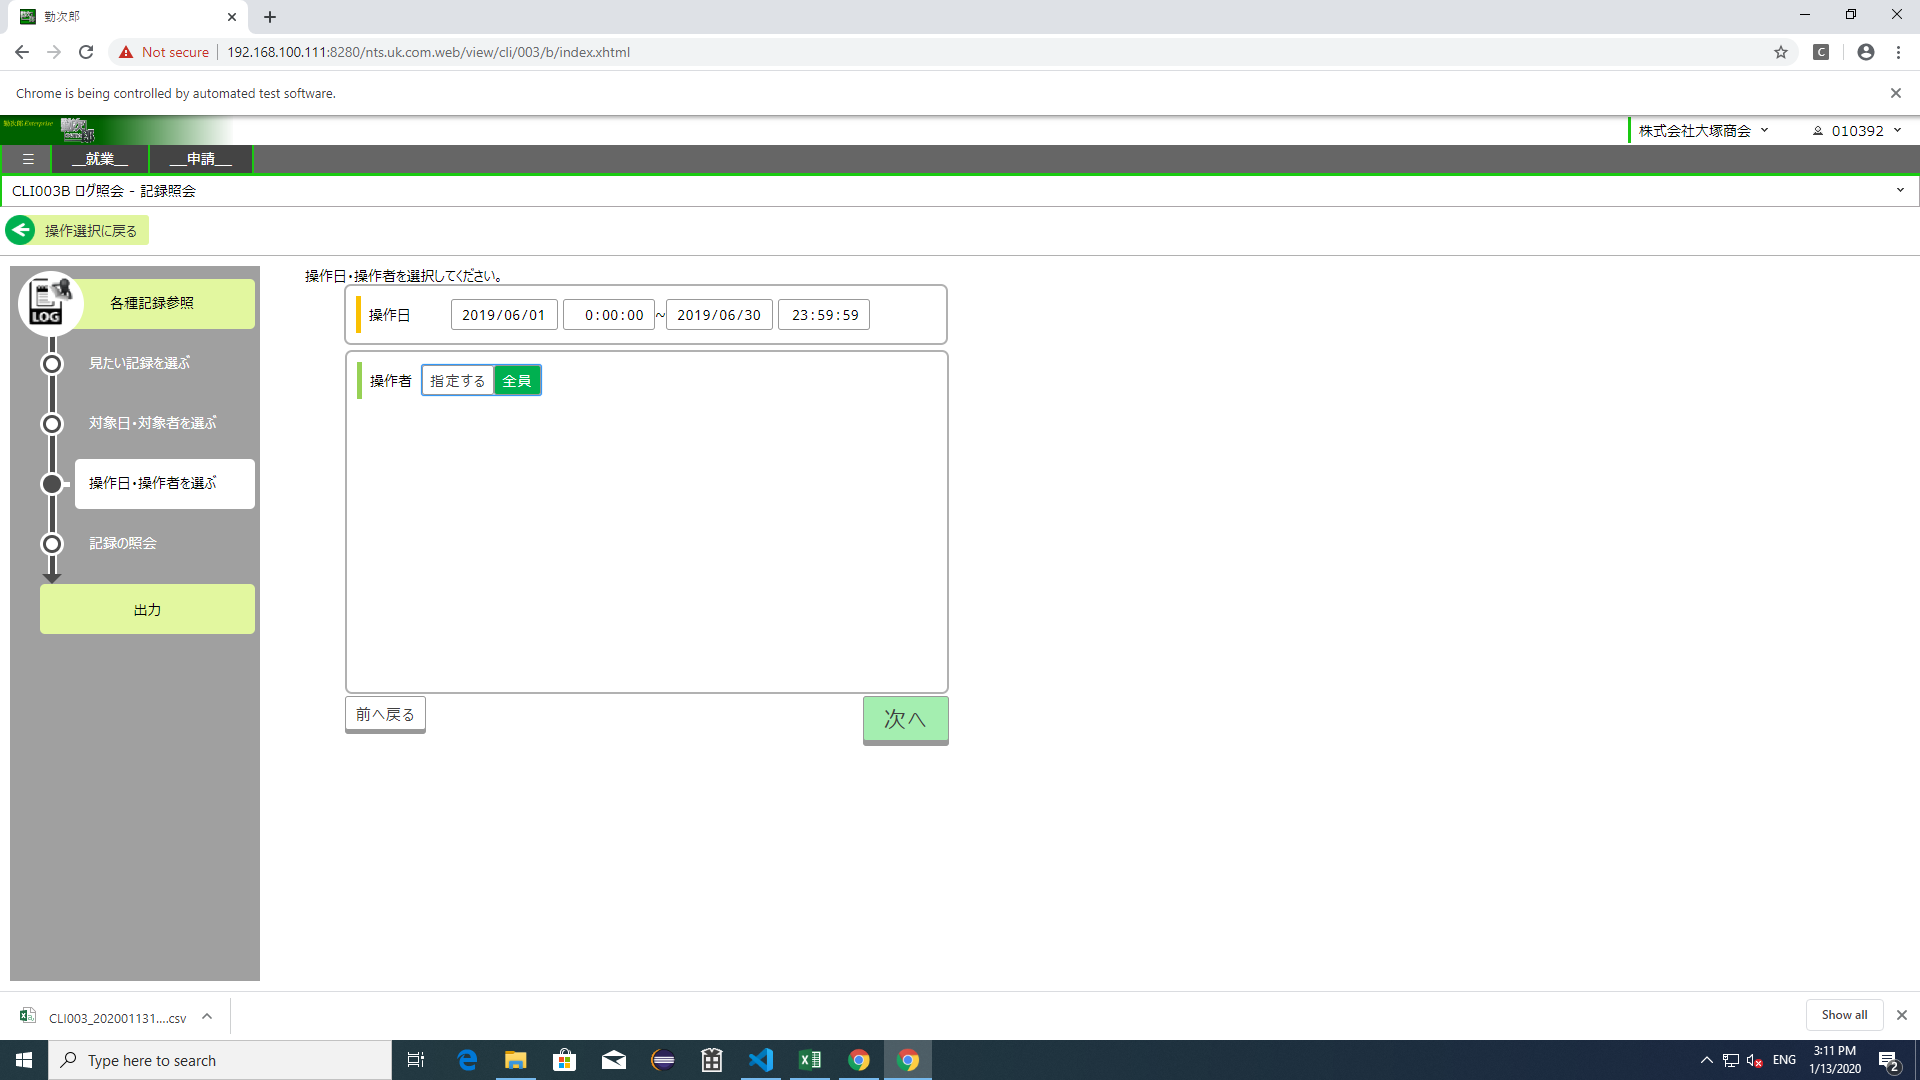 勤次郎
Not secure
192.168.100.111:8280/nts.uk.com.web/view/cli/003/b/index.xhtml
C
Chrome is being controlled by automated test software.
勤次郎 Enterprise
株式会社大塚商会
010392
__就業__
__申請__
CLI003B ログ照会 - 記録照会
操作選択に戻る
LOG
各種記録参照
見たい記録を選ぶ
対象日・対象者を選ぶ
操作日・操作者を選ぶ
記録の照会
出力
操作日・操作者を選択してください。
操作日
2019/06/01
0:00:00
~
2019/06/30
23:59:59
操作者
指定する
全員
前へ戻る
次へ
CLI003_202001131....csv
Show all
Type here to search
ENG
3:11 PM
1/13/2020
2